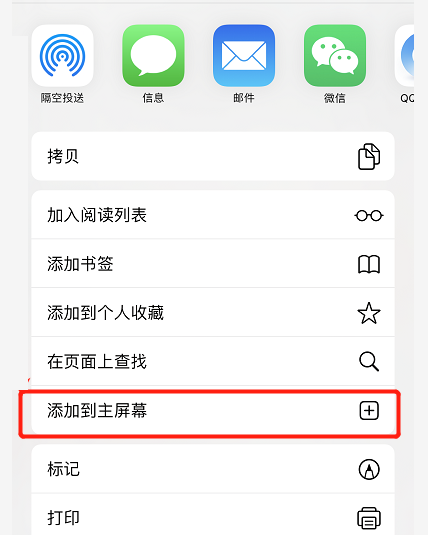 隔空投送
信息
邮件
微信
QQ
拷贝
加入阅读列表
添加书签
添加到个人收藏
在页面上查找
添加到主屏幕
标记
打印